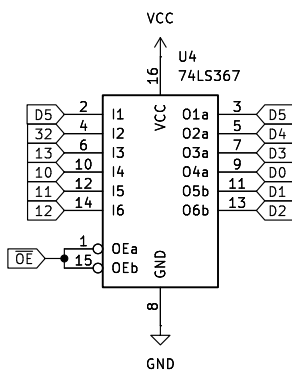 VCC
U4
74LS367
16
VCC
D5 2 I1 O1a 3 D5
32 4 I2 O2a 5 D4
13 6 I3 O3a 7 D3
10 10 I4 O4a 9 D0
11 12 I5 O5b 11 D1
12 14 I6 O6b 13 D2
1 OEa
OE
15 OEb
GND
8
GND